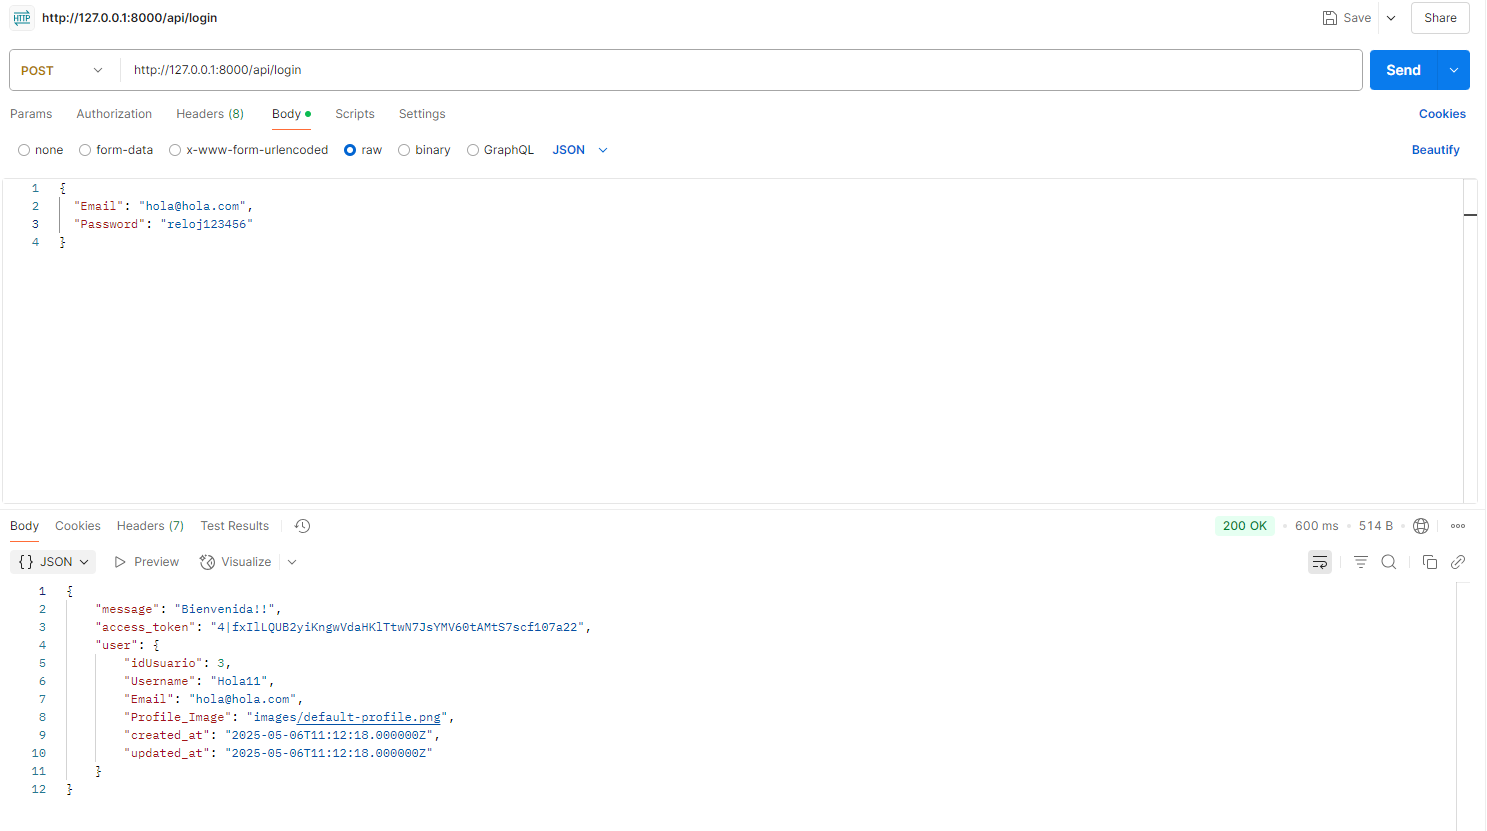 HTTP http://127.0.0.1:8000/api/login Save Share
POST http://127.0.0.1:8000/api/login Send
Params Authorization Headers (8) Body Scripts Settings Cookies
none form-data x-www-form-urlencoded raw binary GraphQL JSON Beautify
1 {
2 "Email": "hola@hola.com",
3 "Password": "reloj123456"
4 }
Body Cookies Headers (7) Test Results 200 OK • 600 ms • 514 B
{} JSON Preview Visualize
1 {
2 "message": "Bienvenida!!",
3 "access_token": "4|fxIlLQUB2yiKngwVdaHKlTtwN7JsYMV60tAMtS7scf107a22",
4 "user": {
5 "idUsuario": 3,
6 "Username": "Hola11",
7 "Email": "hola@hola.com",
8 "Profile_Image": "images/default-profile.png",
9 "created_at": "2025-05-06T11:12:18.000000Z",
10 "updated_at": "2025-05-06T11:12:18.000000Z"
11 }
12 }